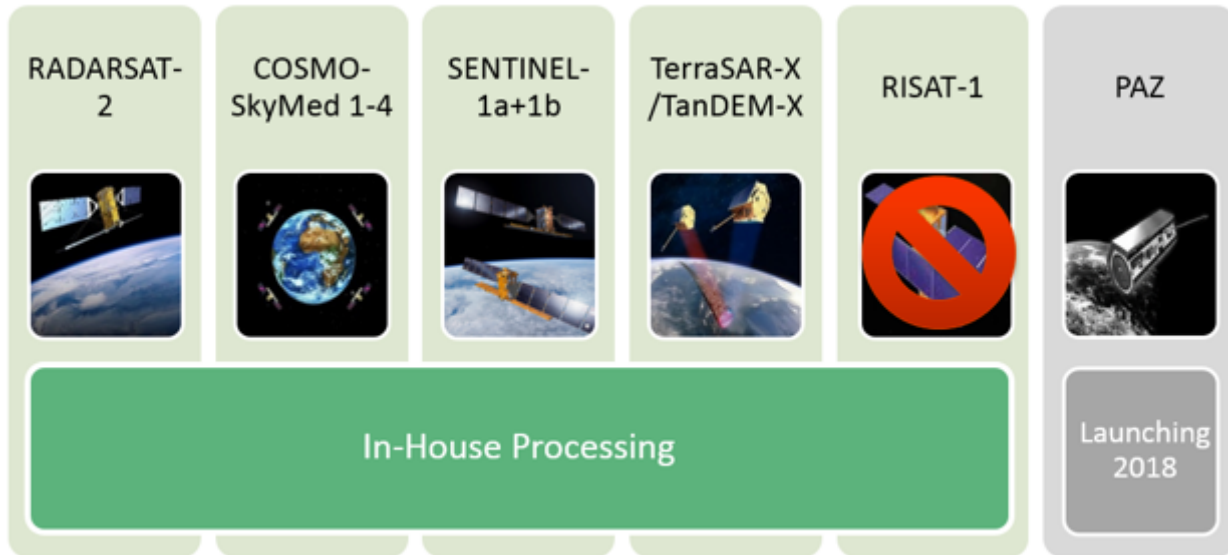 RADARSAT-
2
COSMO-
SkyMed 1-4
SENTINEL-
1a+1b
TerraSAR-X
/TanDEM-X
RISAT-1
PAZ
In-House Processing
Launching
2018